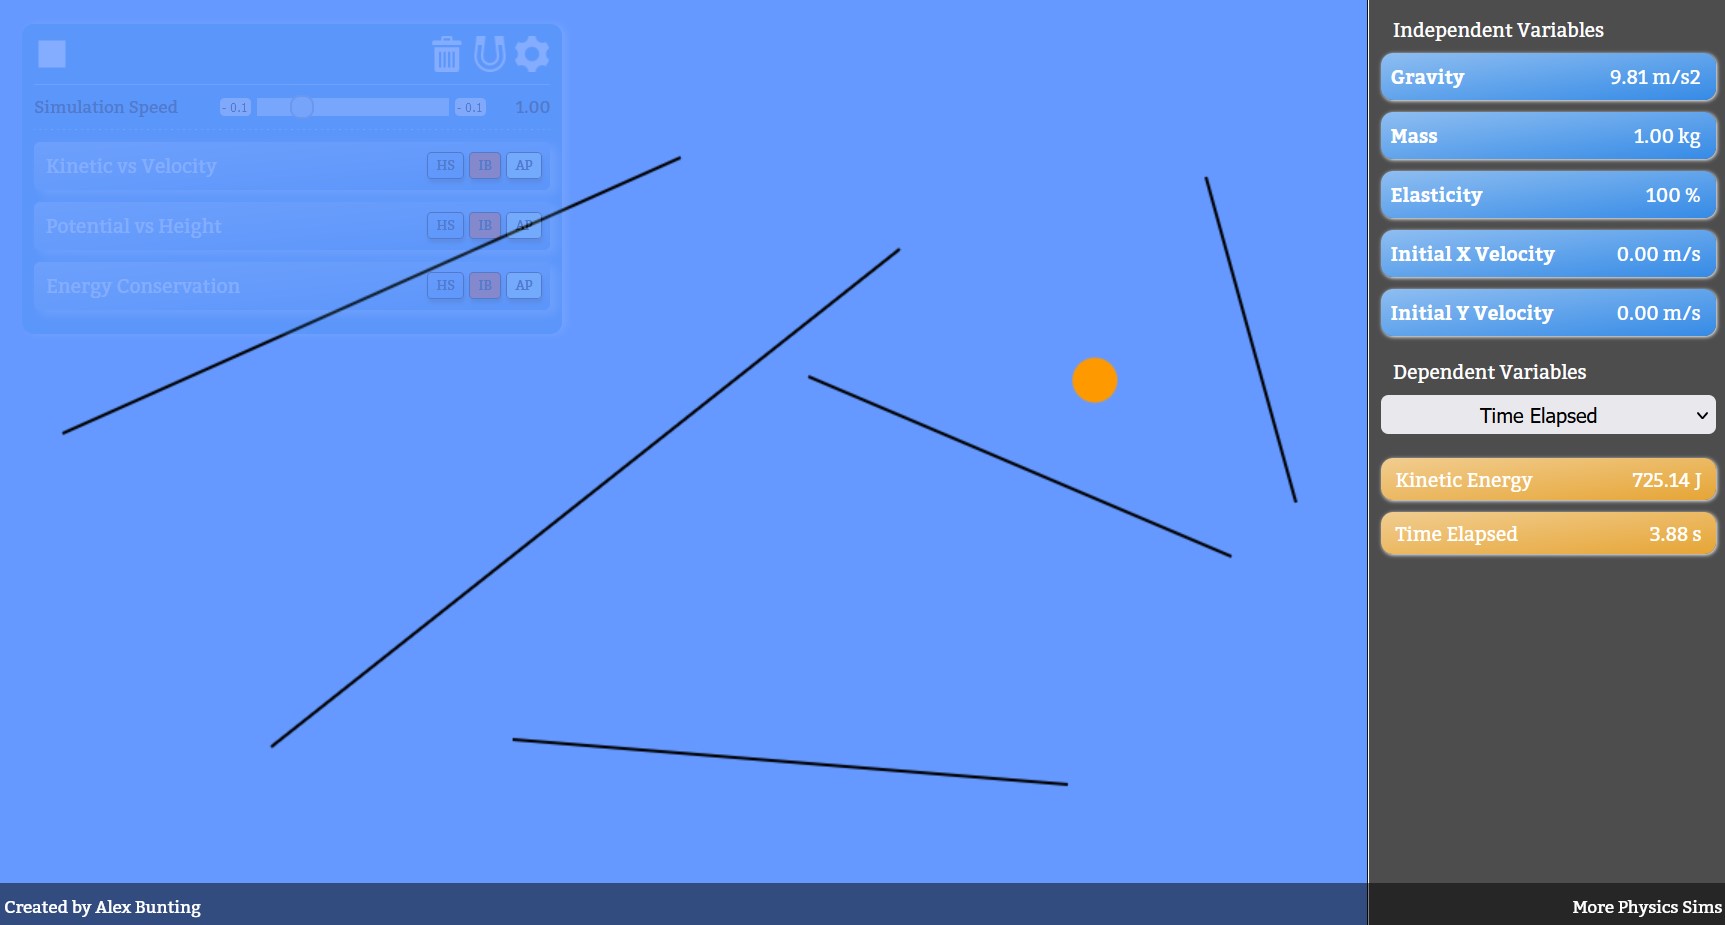 Simulation Speed - 0.1 - 0.1 1.00
Kinetic vs Velocity HS IB AP
Potential vs Height HS IB AP
Energy Conservation HS IB AP
Independent Variables
Gravity 9.81 m/s2
Mass 1.00 kg
Elasticity 100 %
Initial X Velocity 0.00 m/s
Initial Y Velocity 0.00 m/s
Dependent Variables
Time Elapsed
Kinetic Energy 725.14 J
Time Elapsed 3.88 s
Created by Alex Bunting
More Physics Sims